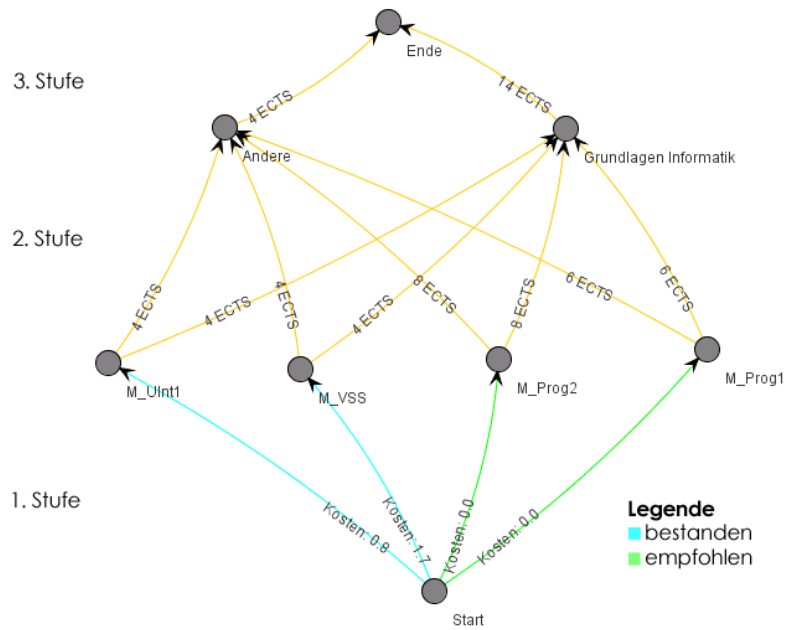 Ende
3. Stufe
4 ECTS
14 ECTS
Andere
Grundlagen Informatik
2. Stufe
4 ECTS
4 ECTS
4 ECTS
4 ECTS
8 ECTS
8 ECTS
6 ECTS
6 ECTS
M_UInt1
M_VSS
M_Prog2
M_Prog1
1. Stufe
Kosten: 0.8
Kosten: 1.7
Kosten: 0.0
Kosten: 0.0
Legende
bestanden
empfohlen
Start